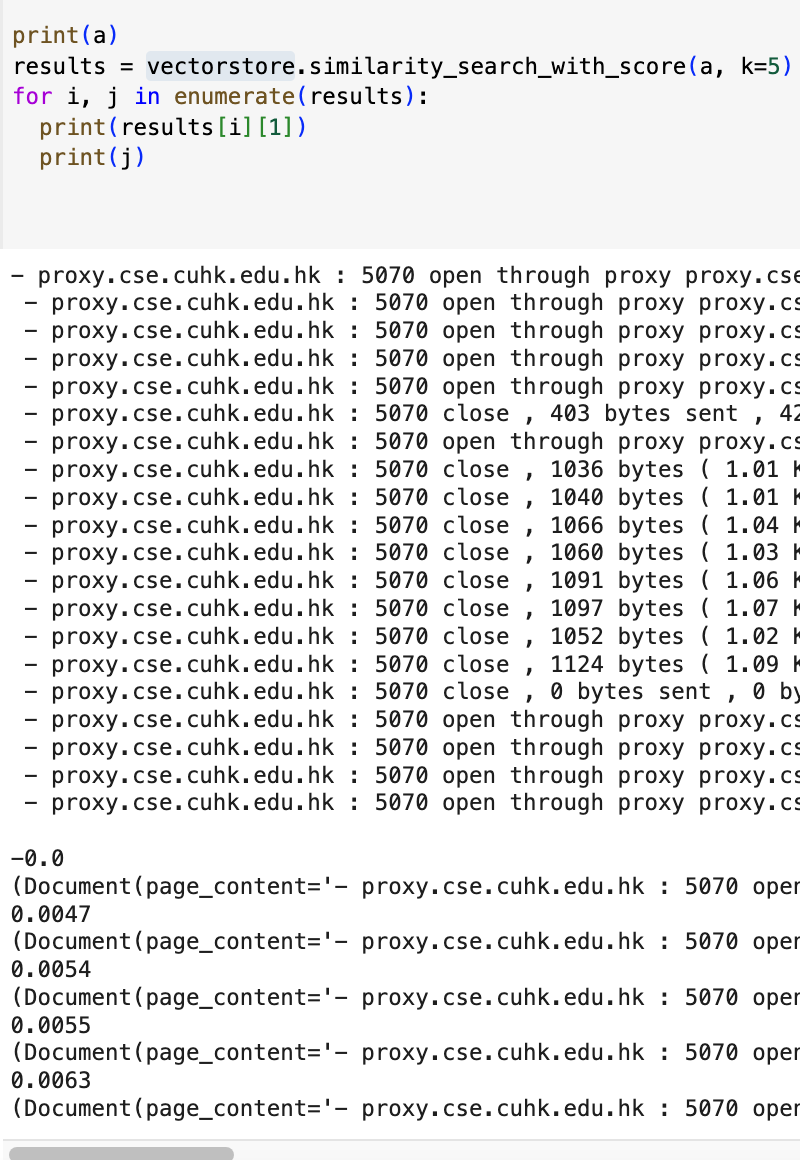 print(a)
results = vectorstore.similarity_search_with_score(a, k=5)
for i, j in enumerate(results):
  print(results[i][1])
  print(j)
- proxy.cse.cuhk.edu.hk : 5070 open through proxy proxy.cse
 - proxy.cse.cuhk.edu.hk : 5070 open through proxy proxy.cs
 - proxy.cse.cuhk.edu.hk : 5070 open through proxy proxy.cs
 - proxy.cse.cuhk.edu.hk : 5070 open through proxy proxy.cs
 - proxy.cse.cuhk.edu.hk : 5070 open through proxy proxy.cs
 - proxy.cse.cuhk.edu.hk : 5070 close , 403 bytes sent , 42
 - proxy.cse.cuhk.edu.hk : 5070 open through proxy proxy.cs
 - proxy.cse.cuhk.edu.hk : 5070 close , 1036 bytes ( 1.01 K
 - proxy.cse.cuhk.edu.hk : 5070 close , 1040 bytes ( 1.01 K
 - proxy.cse.cuhk.edu.hk : 5070 close , 1066 bytes ( 1.04 K
 - proxy.cse.cuhk.edu.hk : 5070 close , 1060 bytes ( 1.03 K
 - proxy.cse.cuhk.edu.hk : 5070 close , 1091 bytes ( 1.06 K
 - proxy.cse.cuhk.edu.hk : 5070 close , 1097 bytes ( 1.07 K
 - proxy.cse.cuhk.edu.hk : 5070 close , 1052 bytes ( 1.02 K
 - proxy.cse.cuhk.edu.hk : 5070 close , 1124 bytes ( 1.09 K
 - proxy.cse.cuhk.edu.hk : 5070 close , 0 bytes sent , 0 by
 - proxy.cse.cuhk.edu.hk : 5070 open through proxy proxy.cs
 - proxy.cse.cuhk.edu.hk : 5070 open through proxy proxy.cs
 - proxy.cse.cuhk.edu.hk : 5070 open through proxy proxy.cs
 - proxy.cse.cuhk.edu.hk : 5070 open through proxy proxy.cs
-0.0
(Document(page_content='- proxy.cse.cuhk.edu.hk : 5070 open
0.0047
(Document(page_content='- proxy.cse.cuhk.edu.hk : 5070 open
0.0054
(Document(page_content='- proxy.cse.cuhk.edu.hk : 5070 open
0.0055
(Document(page_content='- proxy.cse.cuhk.edu.hk : 5070 open
0.0063
(Document(page_content='- proxy.cse.cuhk.edu.hk : 5070 open